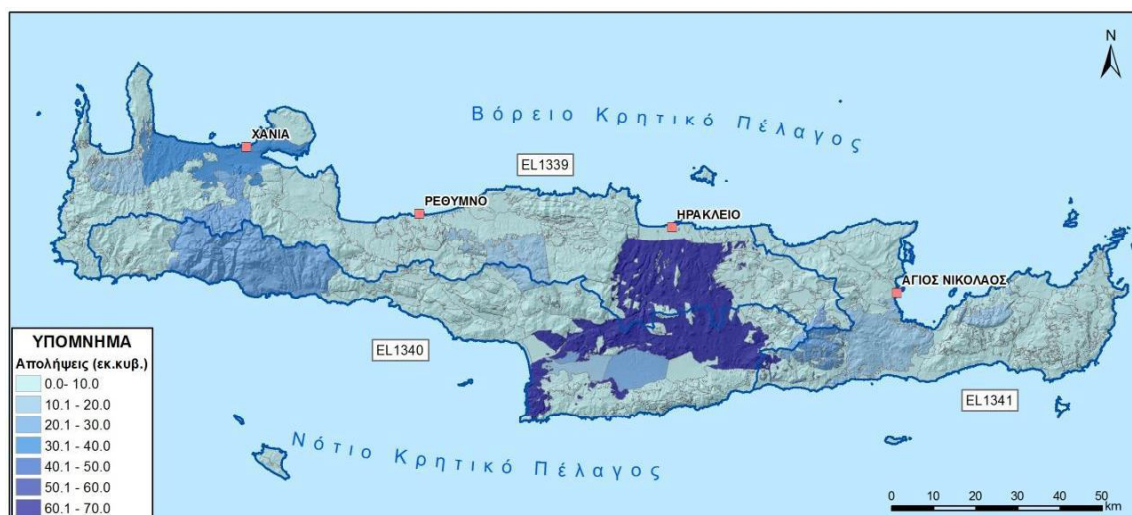 N
Βόρειο Κρητικό Πέλαγος
ΧΑΝΙΑ
EL1339
ΡΕΘΥΜΝΟ
ΗΡΑΚΛΕΙΟ
ΑΓΙΟΣ ΝΙΚΟΛΑΟΣ
EL1340
EL1341
Νότιο Κρητικό Πέλαγος
ΥΠΟΜΝΗΜΑ
Απολήψεις (εκ.κυβ.)
0.0- 10.0
10.1 - 20.0
20.1 - 30.0
30.1 - 40.0
40.1 - 50.0
50.1 - 60.0
60.1 - 70.0
0 10 20 30 40 50
km